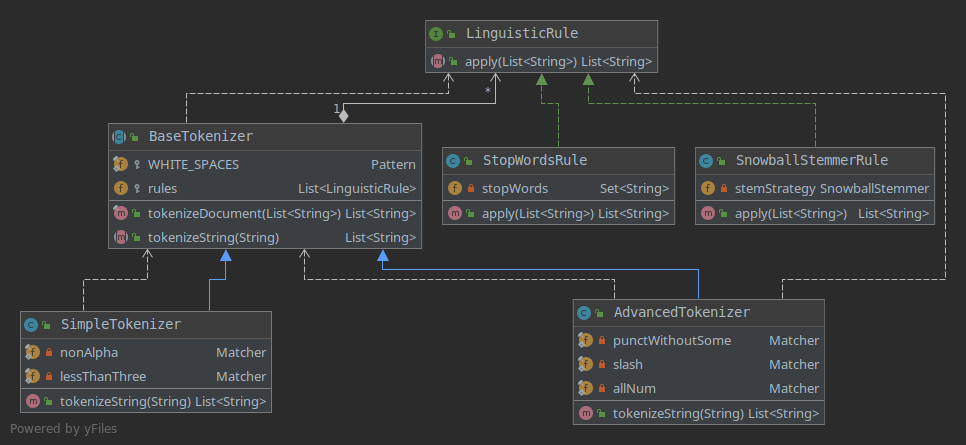 LinguisticRule
apply(List<String>) List<String>
1
*
BaseTokenizer
WHITE_SPACES Pattern
rules List<LinguisticRule>
tokenizeDocument(List<String>) List<String>
tokenizeString(String) List<String>
StopWordsRule
stopWords Set<String>
apply(List<String>) List<String>
SnowballStemmerRule
stemStrategy SnowballStemmer
apply(List<String>) List<String>
SimpleTokenizer
nonAlpha Matcher
lessThanThree Matcher
tokenizeString(String) List<String>
AdvancedTokenizer
punctWithoutSome Matcher
slash Matcher
allNum Matcher
tokenizeString(String) List<String>
Powered by yFiles